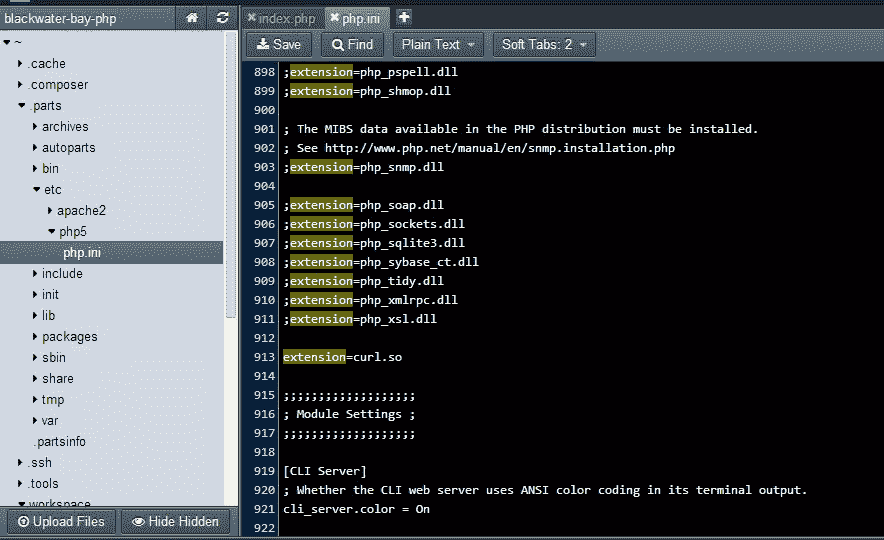 blackwater-bay-php
~
.cache
.composer
.parts
archives
autoparts
bin
etc
apache2
php5
php.ini
include
init
lib
packages
sbin
share
tmp
var
.partsinfo
.ssh
.tools
workspace
Upload Files Hide Hidden
index.php php.ini
Save Find Plain Text Soft Tabs: 2
898 ;extension=php_pspell.dll
899 ;extension=php_shmop.dll
900
901 ; The MIBS data available in the PHP distribution must be installed.
902 ; See http://www.php.net/manual/en/snmp.installation.php
903 ;extension=php_snmp.dll
904
905 ;extension=php_soap.dll
906 ;extension=php_sockets.dll
907 ;extension=php_sqlite3.dll
908 ;extension=php_sybase_ct.dll
909 ;extension=php_tidy.dll
910 ;extension=php_xmlrpc.dll
911 ;extension=php_xsl.dll
912
913 extension=curl.so
914
915 ;;;;;;;;;;;;;;;;;;;
916 ; Module Settings ;
917 ;;;;;;;;;;;;;;;;;;;
918
919 [CLI Server]
920 ; Whether the CLI web server uses ANSI color coding in its terminal output.
921 cli_server.color = On
922